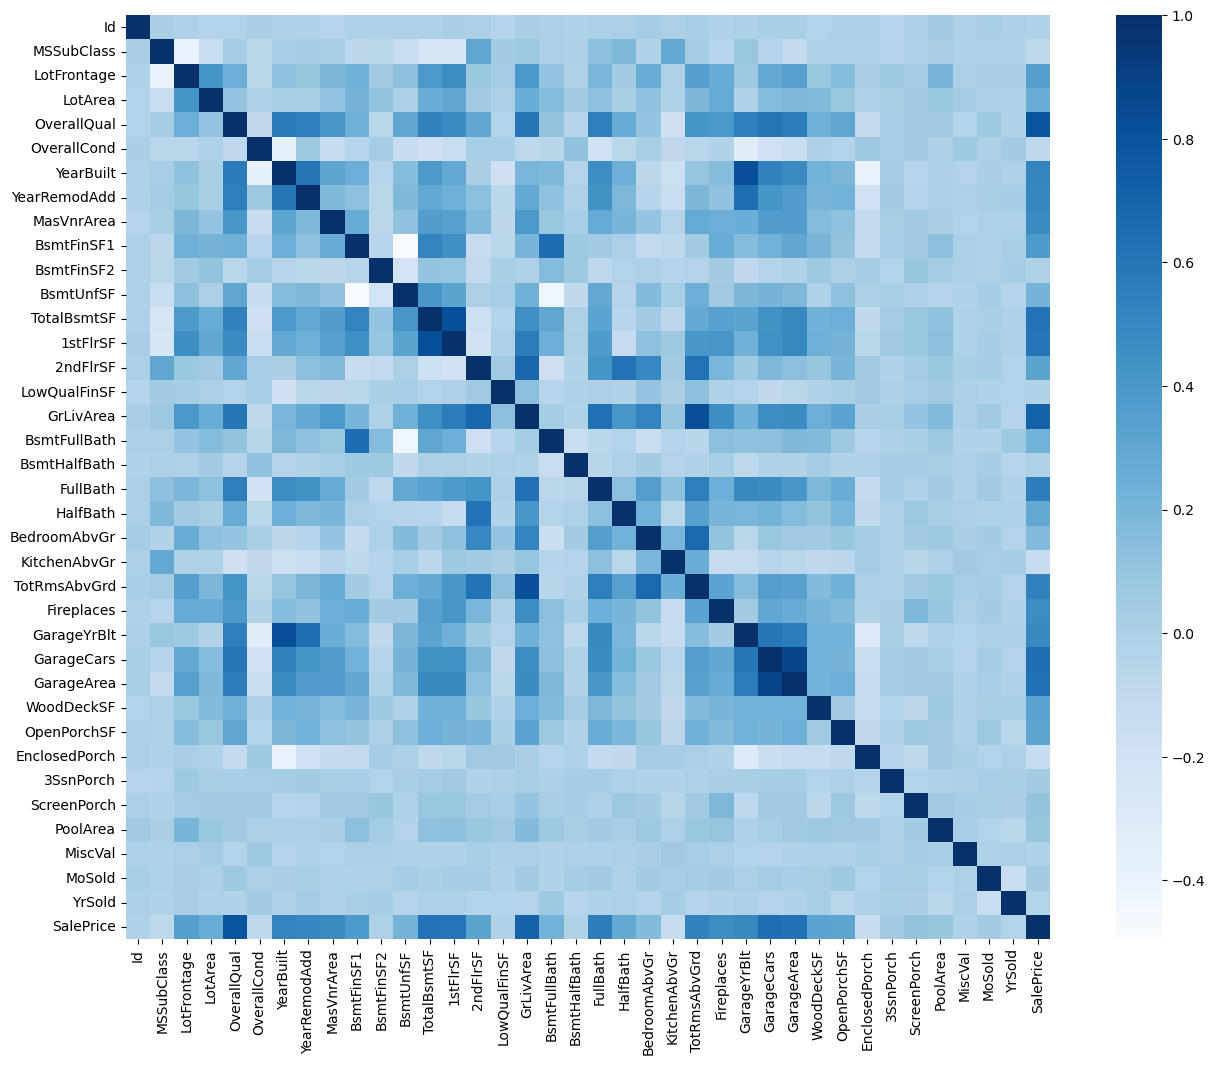 Id
MSSubClass
LotFrontage
LotArea
OverallQual
OverallCond
YearBuilt
YearRemodAdd
MasVnrArea
BsmtFinSF1
BsmtFinSF2
BsmtUnfSF
TotalBsmtSF
1stFlrSF
2ndFlrSF
LowQualFinSF
GrLivArea
BsmtFullBath
BsmtHalfBath
FullBath
HalfBath
BedroomAbvGr
KitchenAbvGr
TotRmsAbvGrd
Fireplaces
GarageYrBlt
GarageCars
GarageArea
WoodDeckSF
OpenPorchSF
EnclosedPorch
3SsnPorch
ScreenPorch
PoolArea
MiscVal
MoSold
YrSold
SalePrice
Id
MSSubClass
LotFrontage
LotArea
OverallQual
OverallCond
YearBuilt
YearRemodAdd
MasVnrArea
BsmtFinSF1
BsmtFinSF2
BsmtUnfSF
TotalBsmtSF
1stFlrSF
2ndFlrSF
LowQualFinSF
GrLivArea
BsmtFullBath
BsmtHalfBath
FullBath
HalfBath
BedroomAbvGr
KitchenAbvGr
TotRmsAbvGrd
Fireplaces
GarageYrBlt
GarageCars
GarageArea
WoodDeckSF
OpenPorchSF
EnclosedPorch
3SsnPorch
ScreenPorch
PoolArea
MiscVal
MoSold
YrSold
SalePrice
1.0
0.8
0.6
0.4
0.2
0.0
−0.2
−0.4